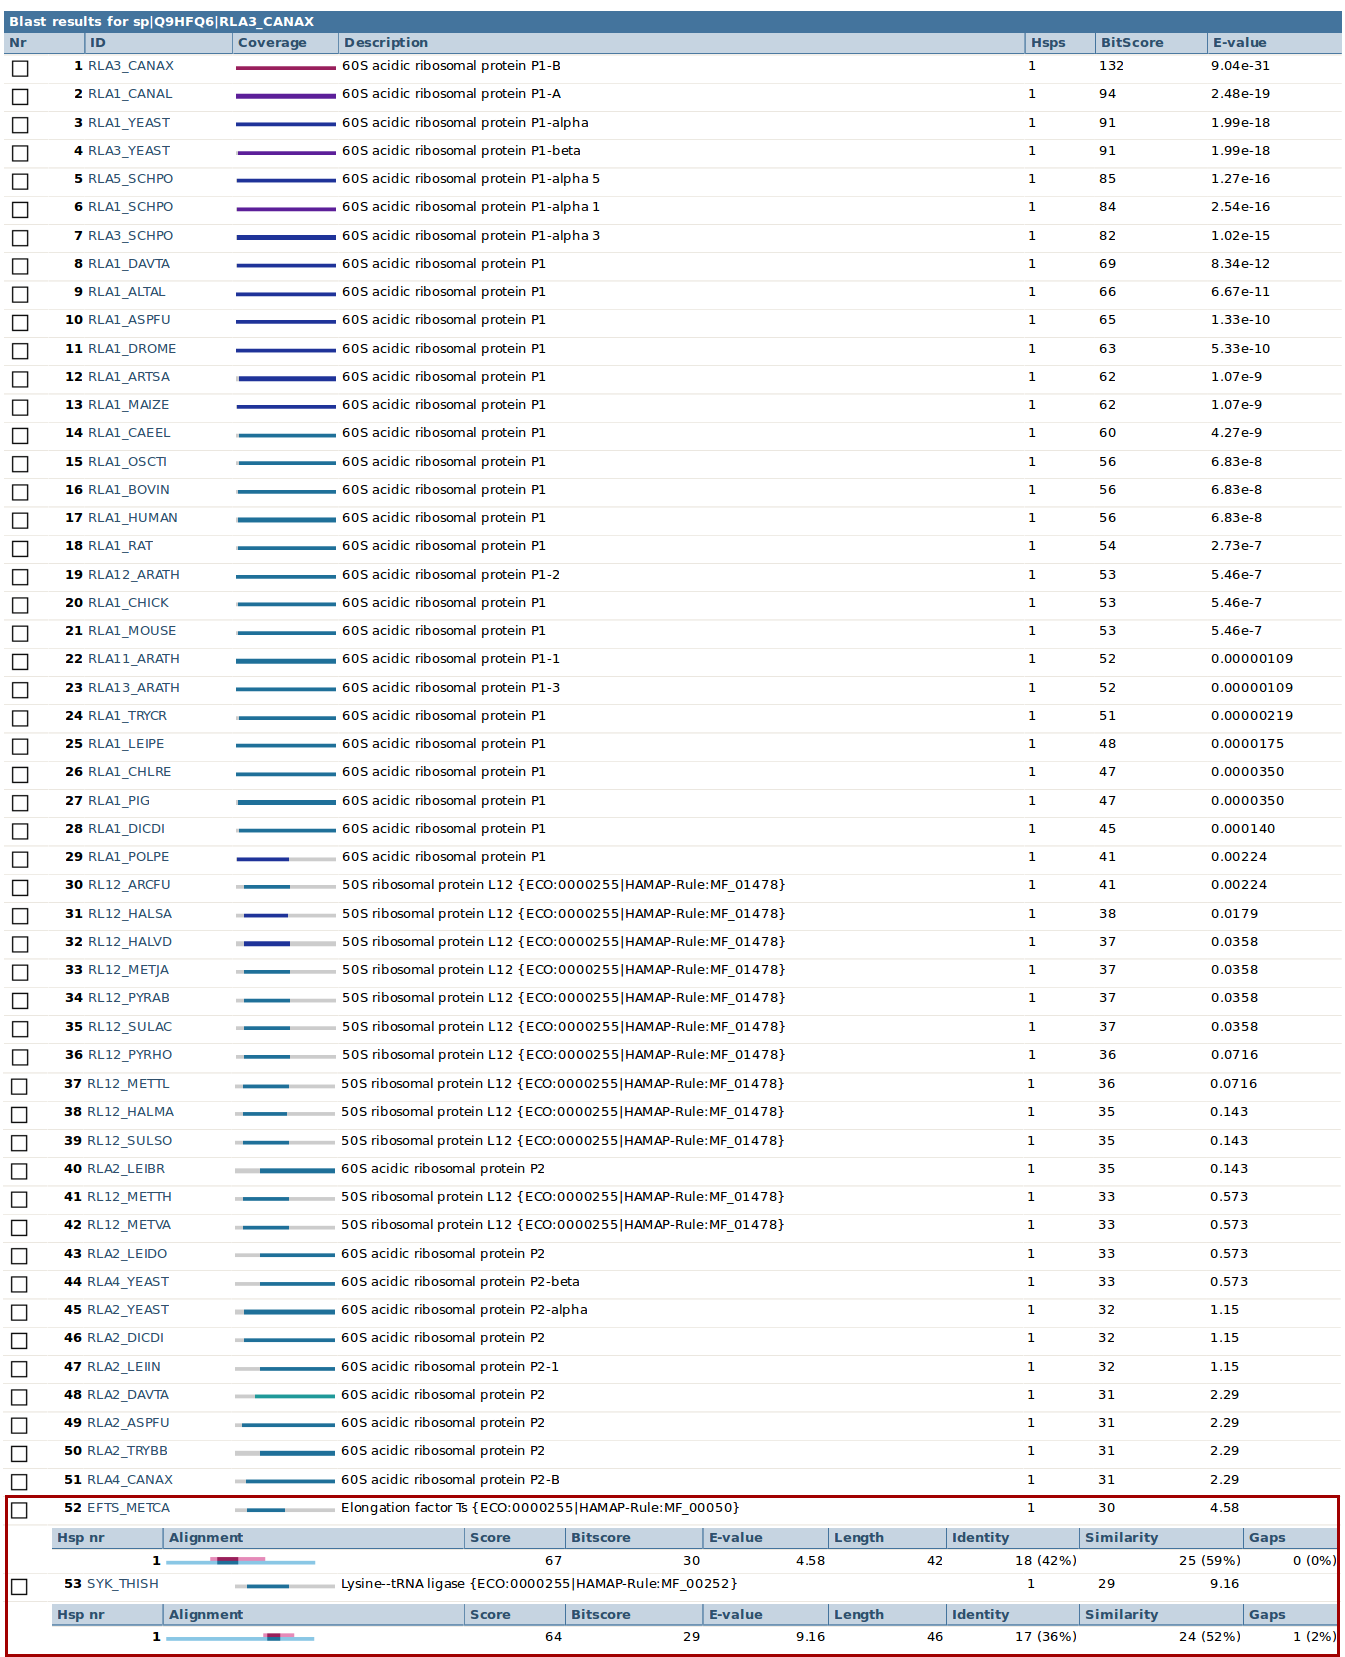 Blast results for sp|Q9HFQ6|RLA3_CANAX
Nr ID Coverage Description Hsps BitScore E-value
1 RLA3_CANAX 60S acidic ribosomal protein P1-B 1 132 9.04e-31
2 RLA1_CANAL 60S acidic ribosomal protein P1-A 1 94 2.48e-19
3 RLA1_YEAST 60S acidic ribosomal protein P1-alpha 1 91 1.99e-18
4 RLA3_YEAST 60S acidic ribosomal protein P1-beta 1 91 1.99e-18
5 RLA5_SCHPO 60S acidic ribosomal protein P1-alpha 5 1 85 1.27e-16
6 RLA1_SCHPO 60S acidic ribosomal protein P1-alpha 1 1 84 2.54e-16
7 RLA3_SCHPO 60S acidic ribosomal protein P1-alpha 3 1 82 1.02e-15
8 RLA1_DAVTA 60S acidic ribosomal protein P1 1 69 8.34e-12
9 RLA1_ALTAL 60S acidic ribosomal protein P1 1 66 6.67e-11
10 RLA1_ASPFU 60S acidic ribosomal protein P1 1 65 1.33e-10
11 RLA1_DROME 60S acidic ribosomal protein P1 1 63 5.33e-10
12 RLA1_ARTSA 60S acidic ribosomal protein P1 1 62 1.07e-9
13 RLA1_MAIZE 60S acidic ribosomal protein P1 1 62 1.07e-9
14 RLA1_CAEEL 60S acidic ribosomal protein P1 1 60 4.27e-9
15 RLA1_OSCTI 60S acidic ribosomal protein P1 1 56 6.83e-8
16 RLA1_BOVIN 60S acidic ribosomal protein P1 1 56 6.83e-8
17 RLA1_HUMAN 60S acidic ribosomal protein P1 1 56 6.83e-8
18 RLA1_RAT 60S acidic ribosomal protein P1 1 54 2.73e-7
19 RLA12_ARATH 60S acidic ribosomal protein P1-2 1 53 5.46e-7
20 RLA1_CHICK 60S acidic ribosomal protein P1 1 53 5.46e-7
21 RLA1_MOUSE 60S acidic ribosomal protein P1 1 53 5.46e-7
22 RLA11_ARATH 60S acidic ribosomal protein P1-1 1 52 0.00000109
23 RLA13_ARATH 60S acidic ribosomal protein P1-3 1 52 0.00000109
24 RLA1_TRYCR 60S acidic ribosomal protein P1 1 51 0.00000219
25 RLA1_LEIPE 60S acidic ribosomal protein P1 1 48 0.0000175
26 RLA1_CHLRE 60S acidic ribosomal protein P1 1 47 0.0000350
27 RLA1_PIG 60S acidic ribosomal protein P1 1 47 0.0000350
28 RLA1_DICDI 60S acidic ribosomal protein P1 1 45 0.000140
29 RLA1_POLPE 60S acidic ribosomal protein P1 1 41 0.00224
30 RL12_ARCFU 50S ribosomal protein L12 {ECO:0000255|HAMAP-Rule:MF_01478} 1 41 0.00224
31 RL12_HALSA 50S ribosomal protein L12 {ECO:0000255|HAMAP-Rule:MF_01478} 1 38 0.0179
32 RL12_HALVD 50S ribosomal protein L12 {ECO:0000255|HAMAP-Rule:MF_01478} 1 37 0.0358
33 RL12_METJA 50S ribosomal protein L12 {ECO:0000255|HAMAP-Rule:MF_01478} 1 37 0.0358
34 RL12_PYRAB 50S ribosomal protein L12 {ECO:0000255|HAMAP-Rule:MF_01478} 1 37 0.0358
35 RL12_SULAC 50S ribosomal protein L12 {ECO:0000255|HAMAP-Rule:MF_01478} 1 37 0.0358
36 RL12_PYRHO 50S ribosomal protein L12 {ECO:0000255|HAMAP-Rule:MF_01478} 1 36 0.0716
37 RL12_METTL 50S ribosomal protein L12 {ECO:0000255|HAMAP-Rule:MF_01478} 1 36 0.0716
38 RL12_HALMA 50S ribosomal protein L12 {ECO:0000255|HAMAP-Rule:MF_01478} 1 35 0.143
39 RL12_SULSO 50S ribosomal protein L12 {ECO:0000255|HAMAP-Rule:MF_01478} 1 35 0.143
40 RLA2_LEIBR 60S acidic ribosomal protein P2 1 35 0.143
41 RL12_METTH 50S ribosomal protein L12 {ECO:0000255|HAMAP-Rule:MF_01478} 1 33 0.573
42 RL12_METVA 50S ribosomal protein L12 {ECO:0000255|HAMAP-Rule:MF_01478} 1 33 0.573
43 RLA2_LEIDO 60S acidic ribosomal protein P2 1 33 0.573
44 RLA4_YEAST 60S acidic ribosomal protein P2-beta 1 33 0.573
45 RLA2_YEAST 60S acidic ribosomal protein P2-alpha 1 32 1.15
46 RLA2_DICDI 60S acidic ribosomal protein P2 1 32 1.15
47 RLA2_LEIIN 60S acidic ribosomal protein P2-1 1 32 1.15
48 RLA2_DAVTA 60S acidic ribosomal protein P2 1 31 2.29
49 RLA2_ASPFU 60S acidic ribosomal protein P2 1 31 2.29
50 RLA2_TRYBB 60S acidic ribosomal protein P2 1 31 2.29
51 RLA4_CANAX 60S acidic ribosomal protein P2-B 1 31 2.29
52 EFTS_METCA Elongation factor Ts {ECO:0000255|HAMAP-Rule:MF_00050} 1 30 4.58
Hsp nr Alignment Score Bitscore E-value Length Identity Similarity Gaps
1 67 30 4.58 42 18 (42%) 25 (59%) 0 (0%)
53 SYK_THISH Lysine--tRNA ligase {ECO:0000255|HAMAP-Rule:MF_00252} 1 29 9.16
Hsp nr Alignment Score Bitscore E-value Length Identity Similarity Gaps
1 64 29 9.16 46 17 (36%) 24 (52%) 1 (2%)